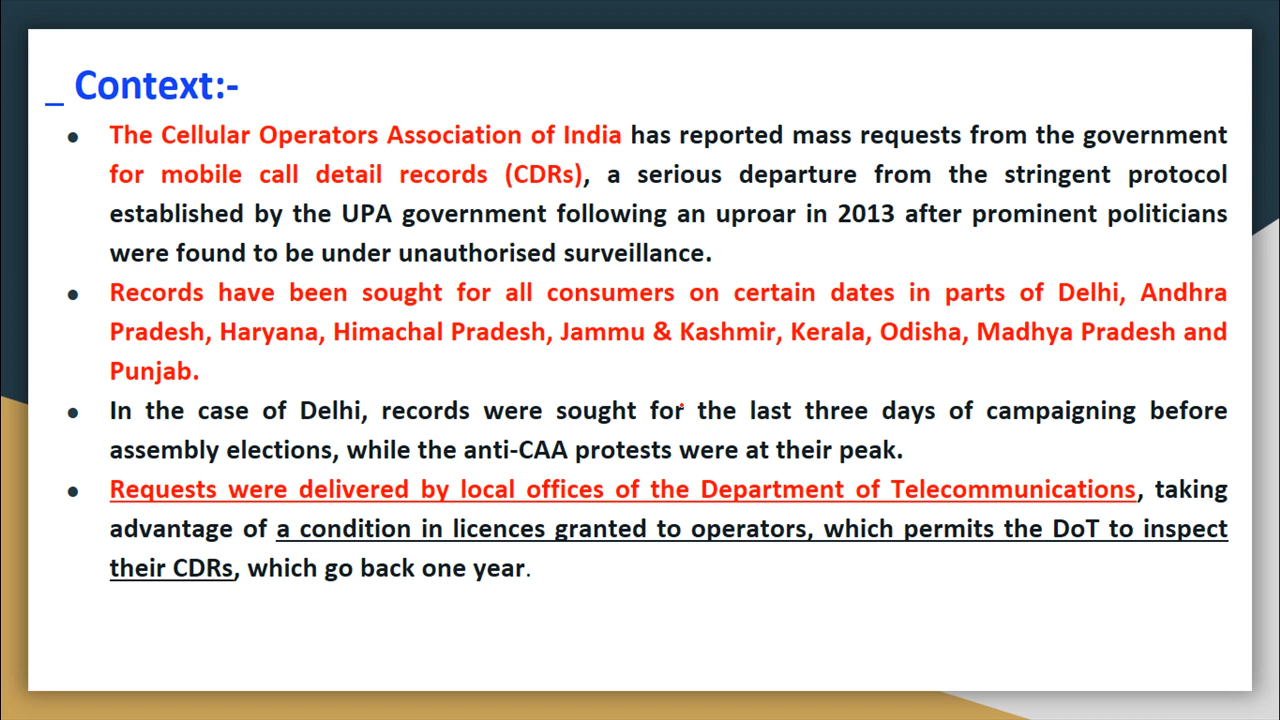 _ Context:-
● The Cellular Operators Association of India has reported mass requests from the government
for mobile call detail records (CDRs), a serious departure from the stringent protocol
established by the UPA government following an uproar in 2013 after prominent politicians
were found to be under unauthorised surveillance.
● Records have been sought for all consumers on certain dates in parts of Delhi, Andhra
Pradesh, Haryana, Himachal Pradesh, Jammu & Kashmir, Kerala, Odisha, Madhya Pradesh and
Punjab.
● In the case of Delhi, records were sought for the last three days of campaigning before
assembly elections, while the anti-CAA protests were at their peak.
● Requests were delivered by local offices of the Department of Telecommunications, taking
advantage of a condition in licences granted to operators, which permits the DoT to inspect
their CDRs, which go back one year.